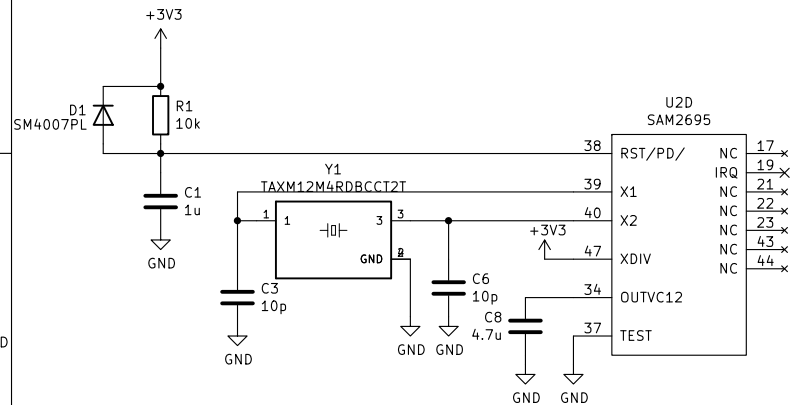 +3V3
U2D
SAM2695
D1
SM4007PL
R1
10k
38
RST/PD/
NC
17
IRQ
19
Y1
TAXM12M4RDBCCT2T
C1
1u
GND
39
X1
NC
21
1
1
3
3
40
X2
NC
22
+3V3
NC
23
GND
47
XDIV
NC
43
NC
44
C3
10p
C6
10p
34
OUTVC12
C8
4.7u
37
TEST
D
GND
GND
GND
GND
GND